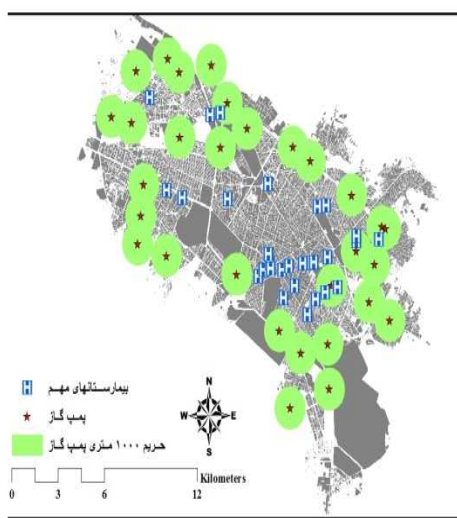 بیمارستانهای مهم
پمپ گاز
حریم ۱۰۰۰ متری پمپ گاز
N
W E
S
Kilometers
0 3 6 12